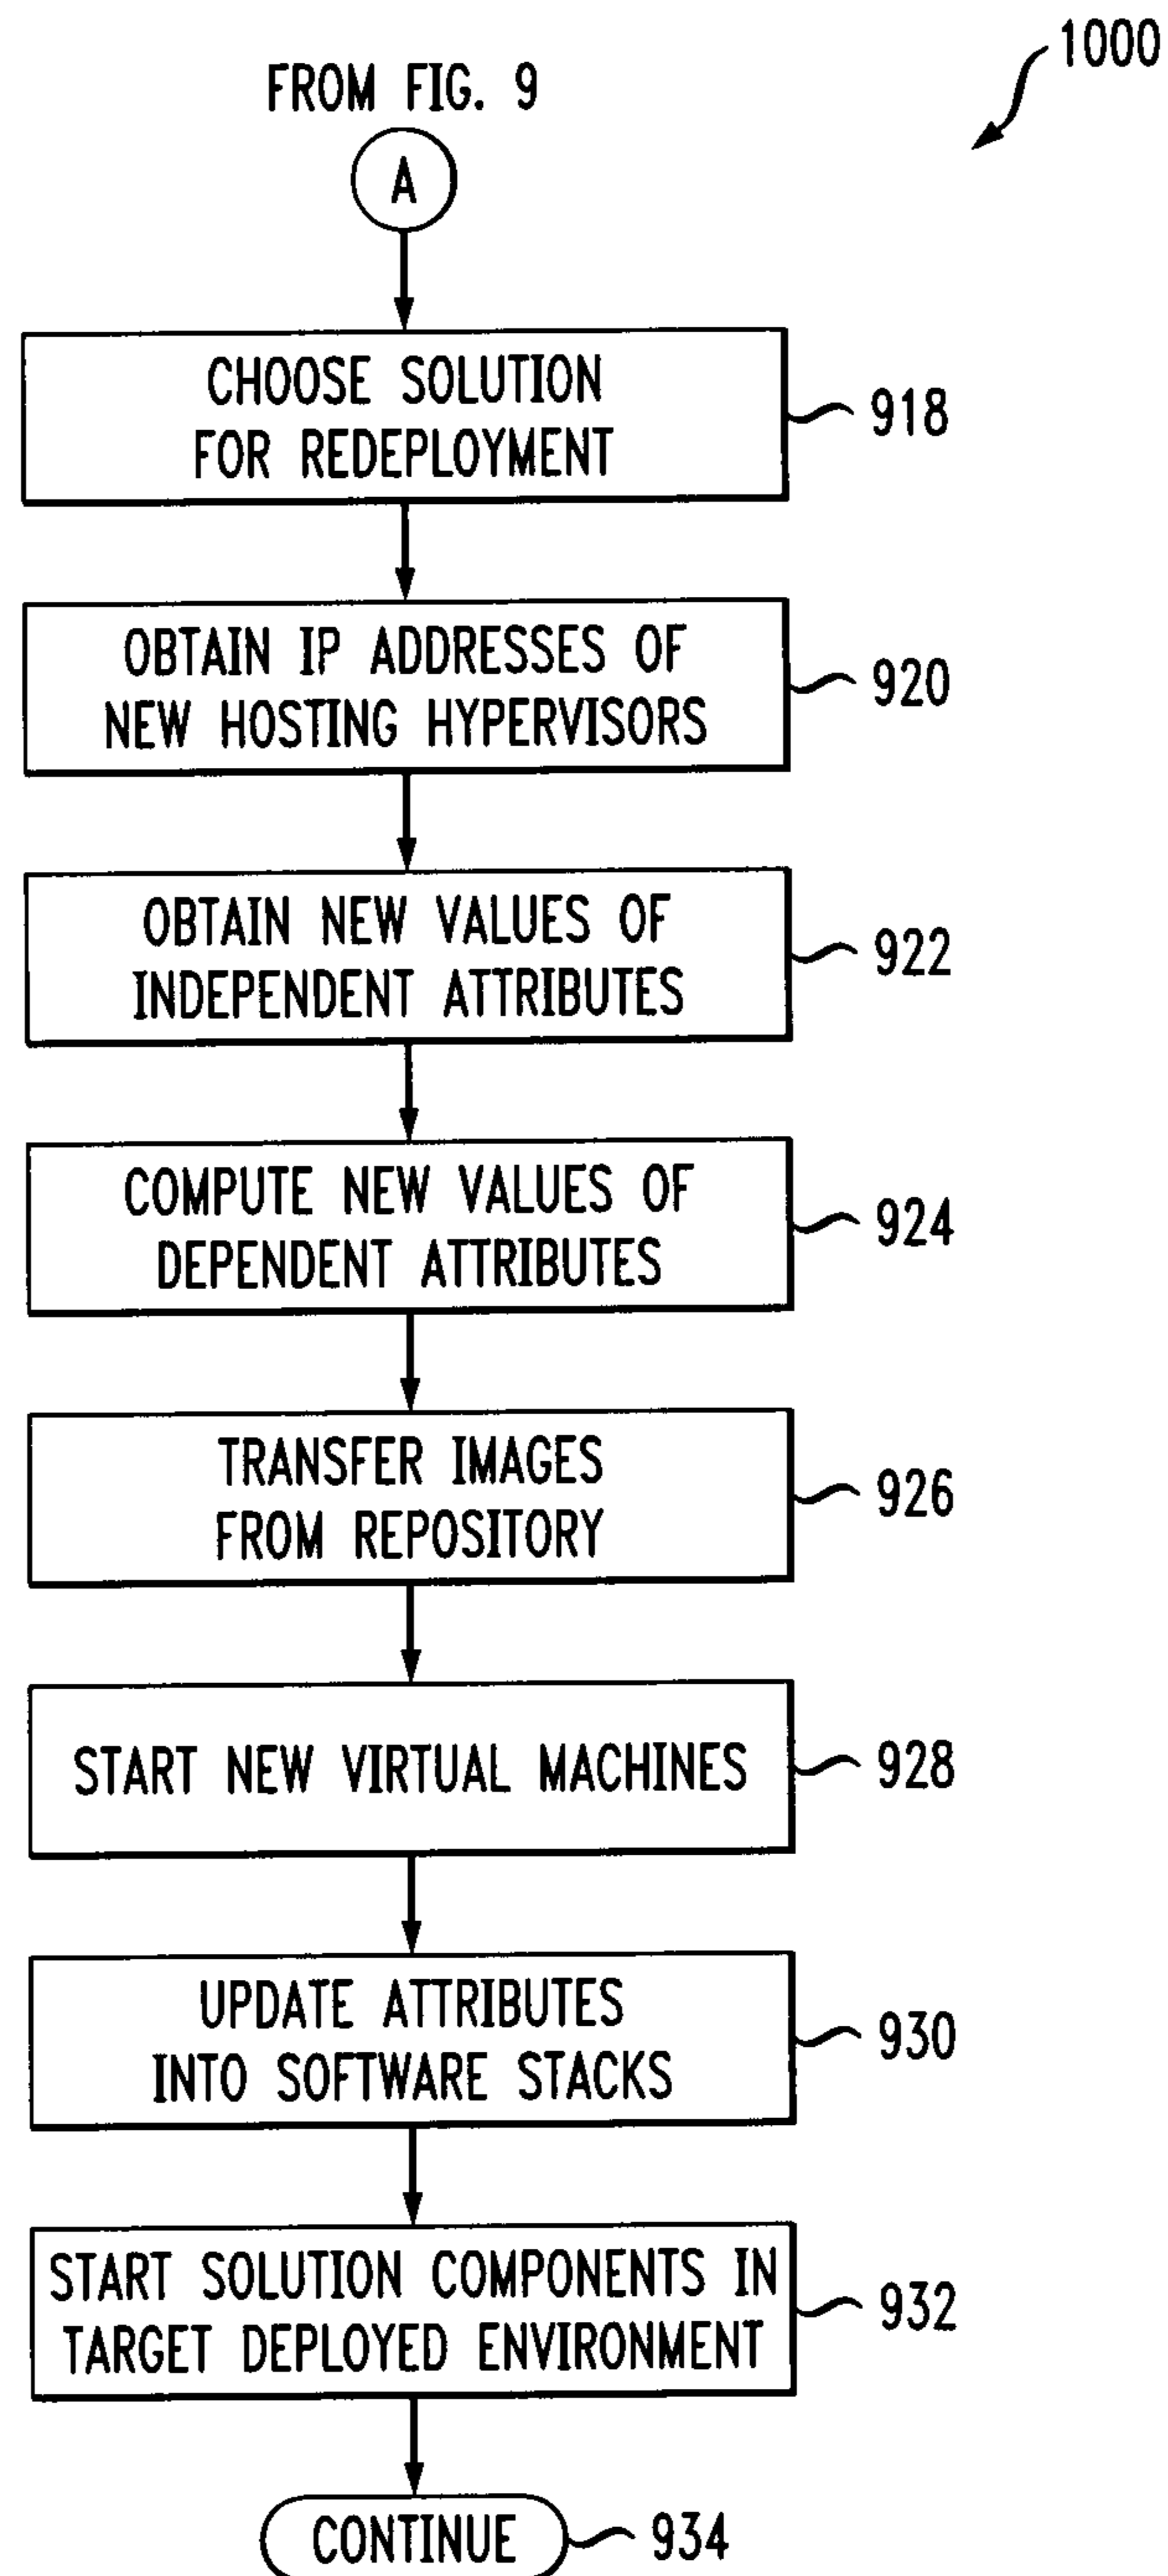 1000
FROM FIG. 9
A
CHOOSE SOLUTION
FOR REDEPLOYMENT
918
OBTAIN IP ADDRESSES OF
NEW HOSTING HYPERVISORS
920
OBTAIN NEW VALUES OF
INDEPENDENT ATTRIBUTES
922
COMPUTE NEW VALUES OF
DEPENDENT ATTRIBUTES
924
TRANSFER IMAGES
FROM REPOSITORY
926
START NEW VIRTUAL MACHINES
928
UPDATE ATTRIBUTES
INTO SOFTWARE STACKS
930
START SOLUTION COMPONENTS IN
TARGET DEPLOYED ENVIRONMENT
932
CONTINUE
934